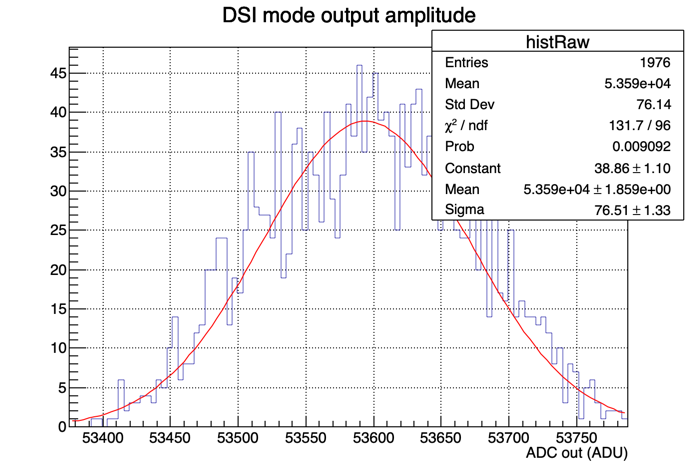 DSI mode output amplitude
histRaw
Entries 1976
Mean 5.359e+04
Std Dev 76.14
χ² / ndf 131.7 / 96
Prob 0.009092
Constant 38.86 ± 1.10
Mean 5.359e+04 ± 1.859e+00
Sigma 76.51 ± 1.33
45
40
35
30
25
20
15
10
5
0
53400 53450 53500 53550 53600 53650 53700 53750
ADC out (ADU)